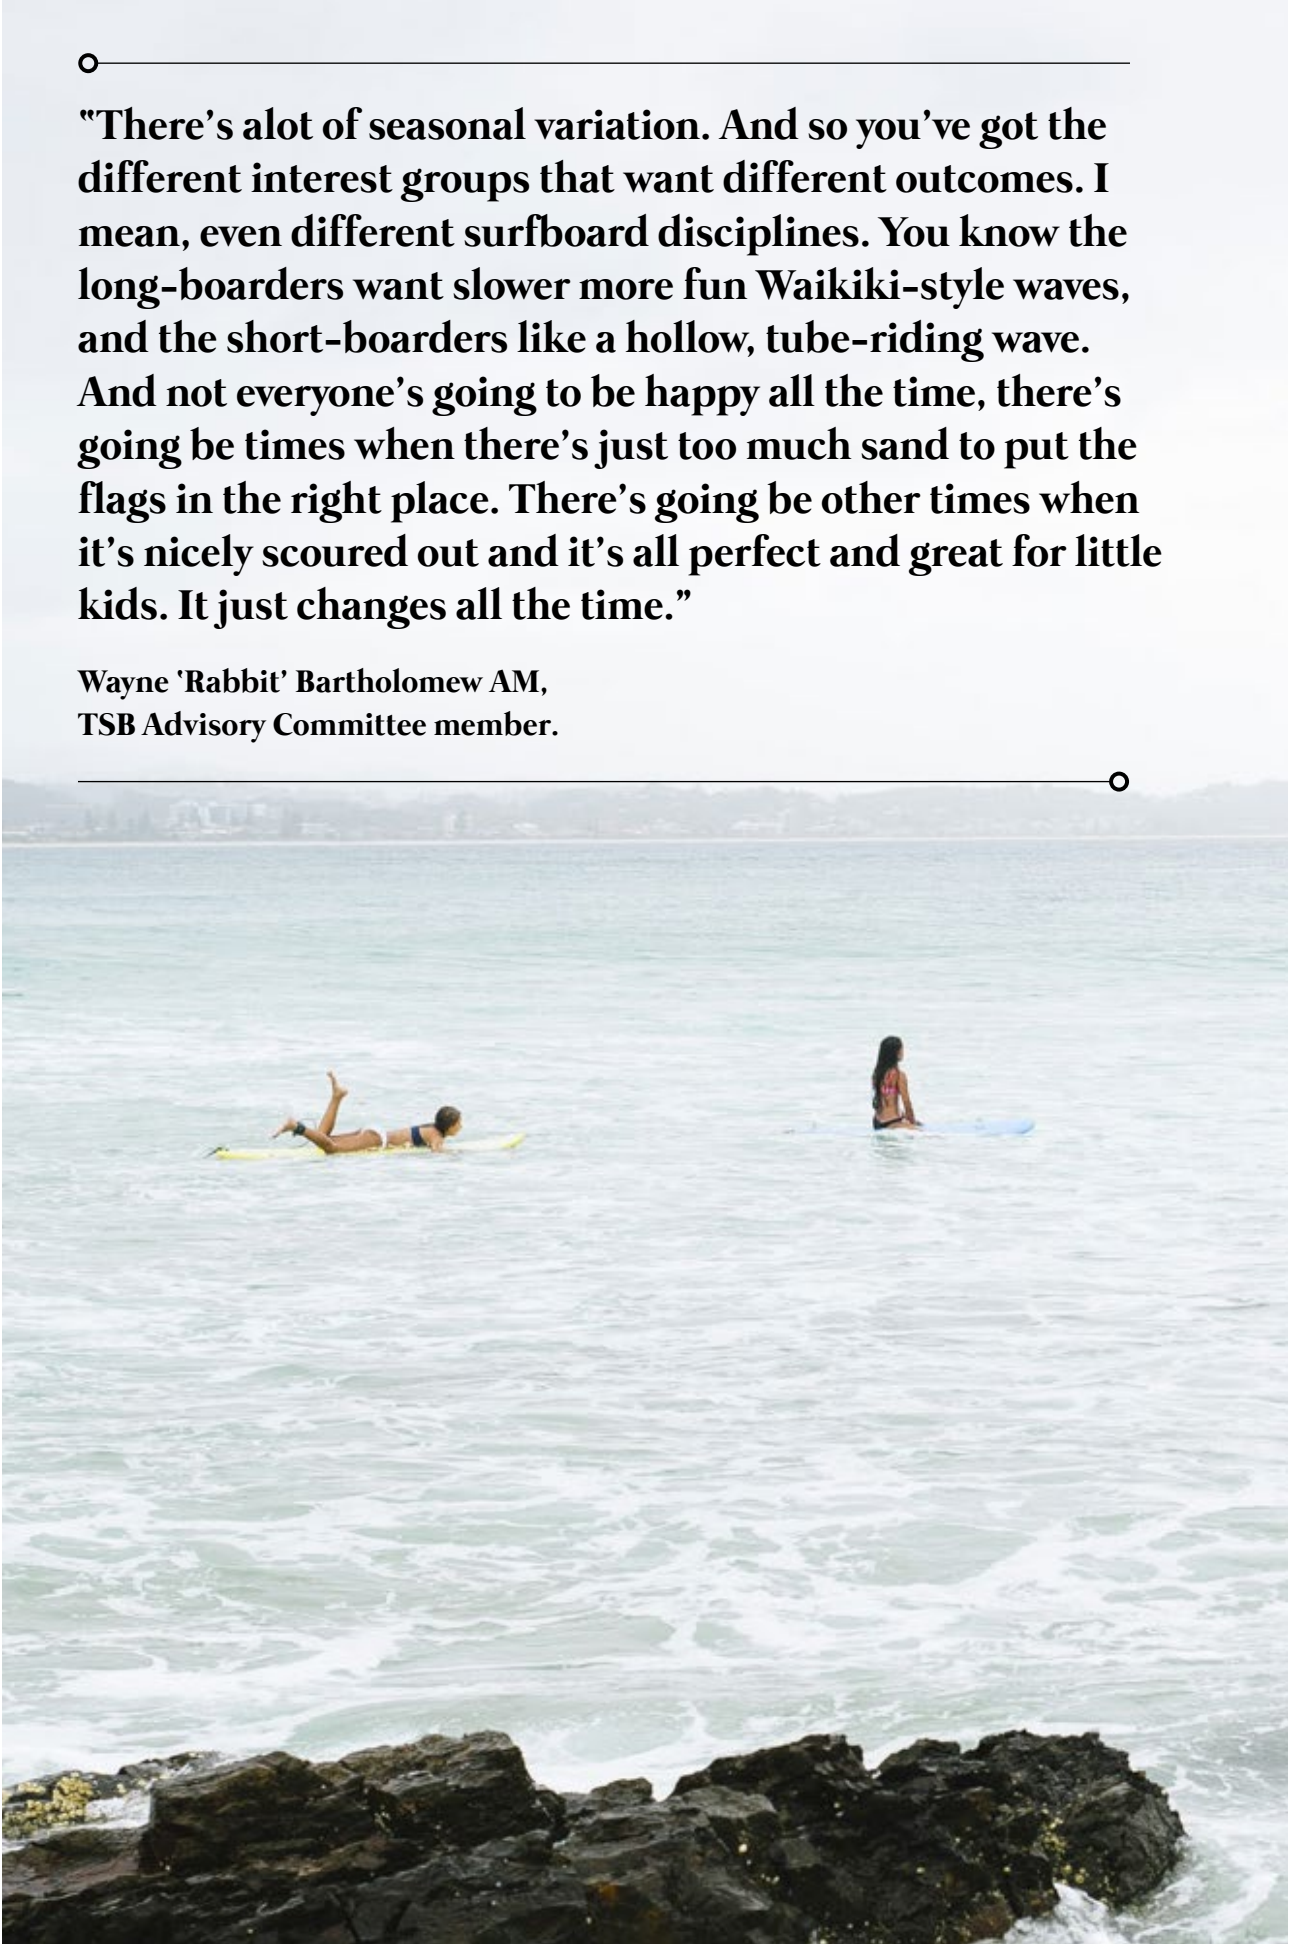 “There’s alot of seasonal variation. And so you’ve got the
different interest groups that want different outcomes. I
mean, even different surfboard disciplines. You know the
long-boarders want slower more fun Waikiki-style waves,
and the short-boarders like a hollow, tube-riding wave.
And not everyone’s going to be happy all the time, there’s
going be times when there’s just too much sand to put the
flags in the right place. There’s going be other times when
it’s nicely scoured out and it’s all perfect and great for little
kids. It just changes all the time.”
Wayne ‘Rabbit’ Bartholomew AM,
TSB Advisory Committee member.